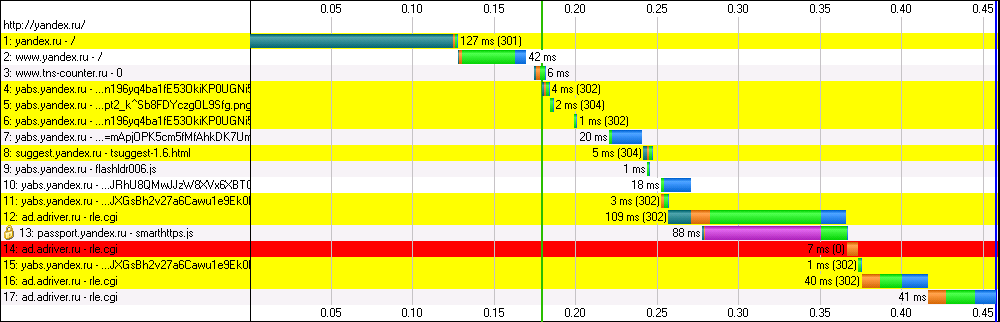 0.05 0.10 0.15 0.20 0.25 0.30 0.35 0.40 0.45
http://yandex.ru/
1: yandex.ru - / 127 ms (301)
2: www.yandex.ru - / 42 ms
3: www.tns-counter.ru - 0 6 ms
4: yabs.yandex.ru - ...n196yq4ba1fE53OkiKP0UGNi5 4 ms (302)
5: yabs.yandex.ru - ...pt2_k^Sb8FDYczgOL9Sfg.png 2 ms (304)
6: yabs.yandex.ru - ...n196yq4ba1fE53OkiKP0UGNi5 1 ms (302)
7: yabs.yandex.ru - ...=mApjOPK5cm5fMfAhkDK7Um 20 ms
8: suggest.yandex.ru - tsuggest-1.6.html 5 ms (304)
9: yabs.yandex.ru - flashldr006.js 1 ms
10: yabs.yandex.ru - ...JRhU8QMwJJzW8XVx6XBT0 18 ms
11: yabs.yandex.ru - ...JXGsBh2v27a6Cawu1e9Ek0 3 ms (302)
12: ad.adriver.ru - rle.cgi 109 ms (302)
13: passport.yandex.ru - smarthttps.js 88 ms
14: ad.adriver.ru - rle.cgi 7 ms (0)
15: yabs.yandex.ru - ...JXGsBh2v27a6Cawu1e9Ek0 1 ms (302)
16: ad.adriver.ru - rle.cgi 40 ms (302)
17: ad.adriver.ru - rle.cgi 41 ms
0.05 0.10 0.15 0.20 0.25 0.30 0.35 0.40 0.45